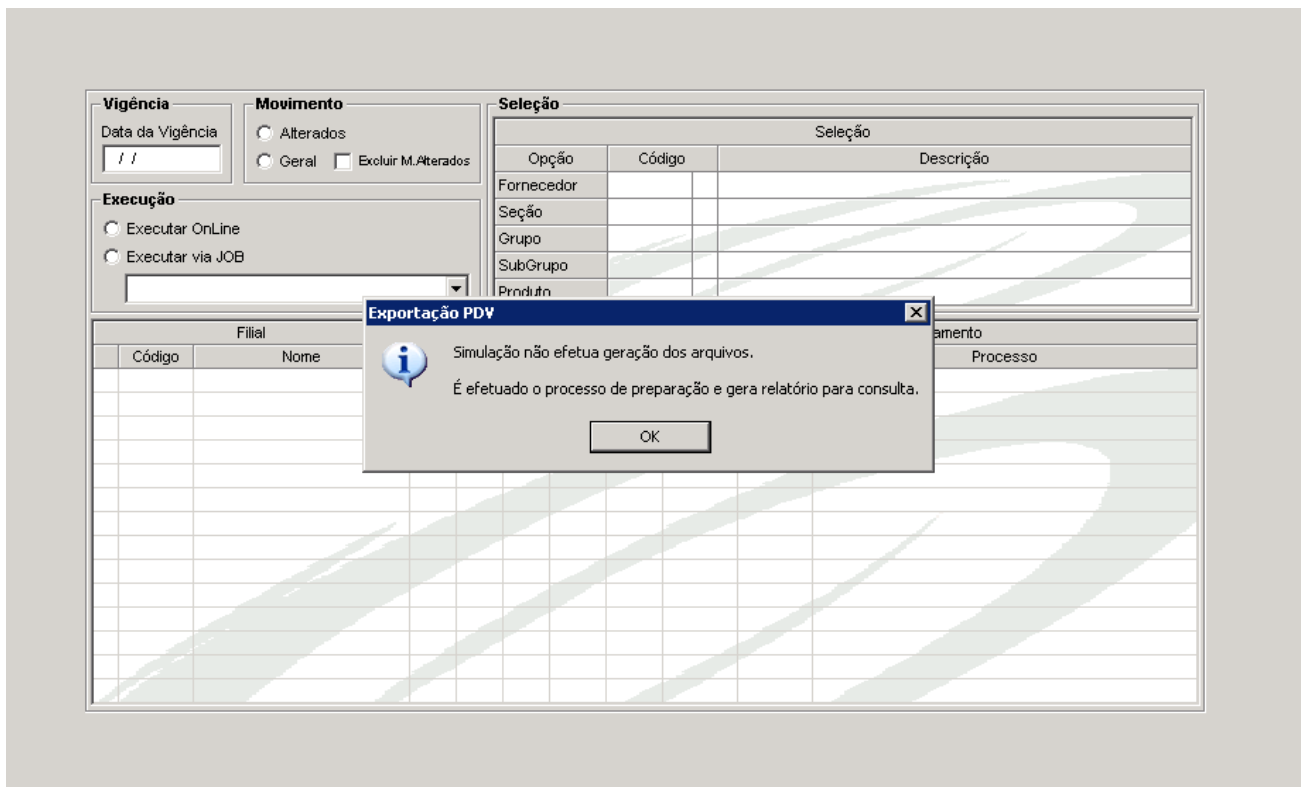 Vigência
Data da Vigência
/ /
Movimento
Alterados
Geral Excluir M.Alterados
Execução
Executar OnLine
Executar via JOB
Seleção
Seleção
Opção Código Descrição
Fornecedor
Seção
Grupo
SubGrupo
Produto
Filial amento
Código Nome Processo
Exportação PDV
Simulação não efetua geração dos arquivos.
É efetuado o processo de preparação e gera relatório para consulta.
OK